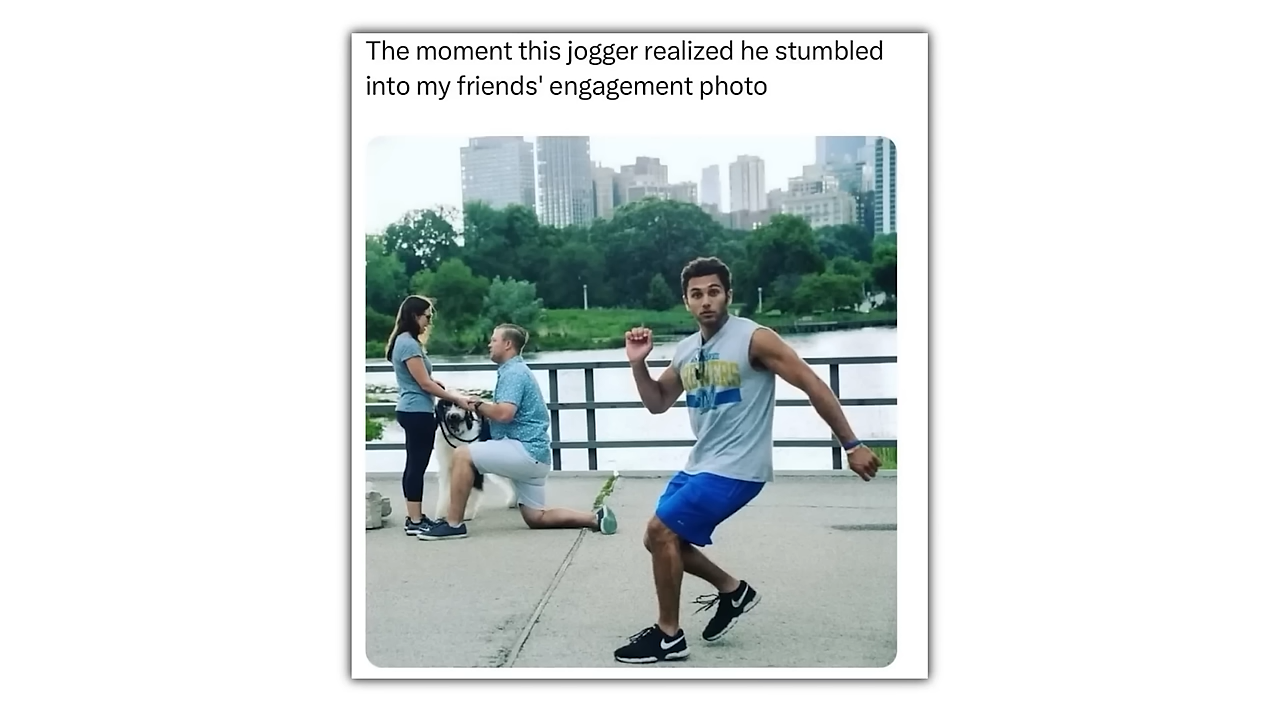 The moment this jogger realized he stumbled
into my friends' engagement photo